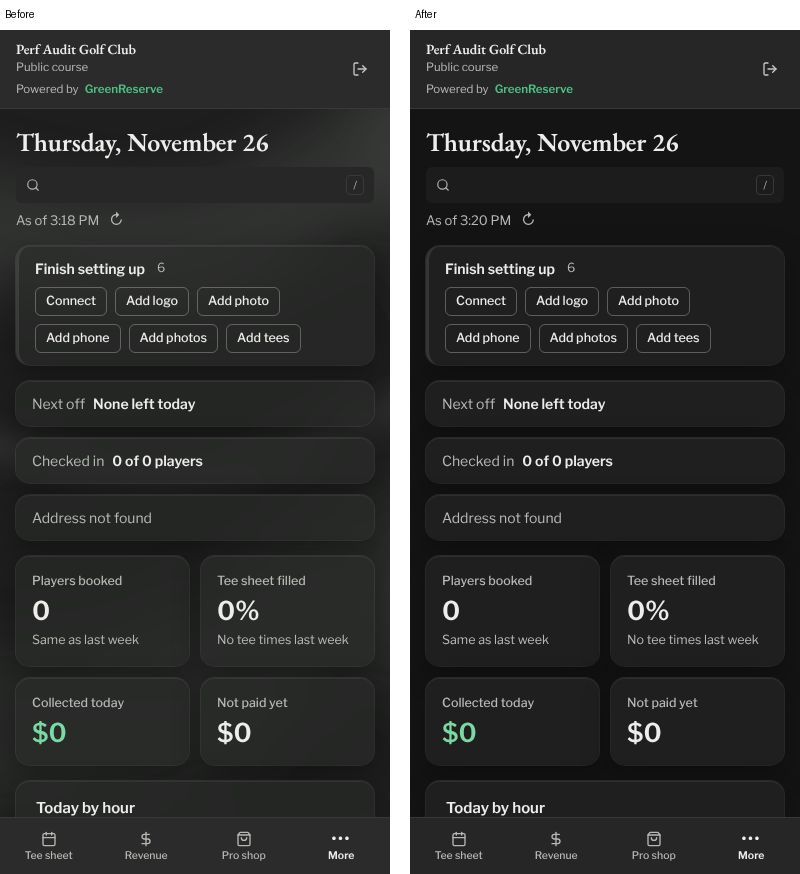 Before
Perf Audit Golf Club
Public course
Powered by GreenReserve
Thursday, November 26
/
As of 3:18 PM
Finish setting up 6
Connect Add logo Add photo
Add phone Add photos Add tees
Next off None left today
Checked in 0 of 0 players
Address not found
Players booked Tee sheet filled
0 0%
Same as last week No tee times last week
Collected today Not paid yet
$0 $0
Today by hour
Tee sheet Revenue Pro shop More
After
Perf Audit Golf Club
Public course
Powered by GreenReserve
Thursday, November 26
/
As of 3:20 PM
Finish setting up 6
Connect Add logo Add photo
Add phone Add photos Add tees
Next off None left today
Checked in 0 of 0 players
Address not found
Players booked Tee sheet filled
0 0%
Same as last week No tee times last week
Collected today Not paid yet
$0 $0
Today by hour
Tee sheet Revenue Pro shop More